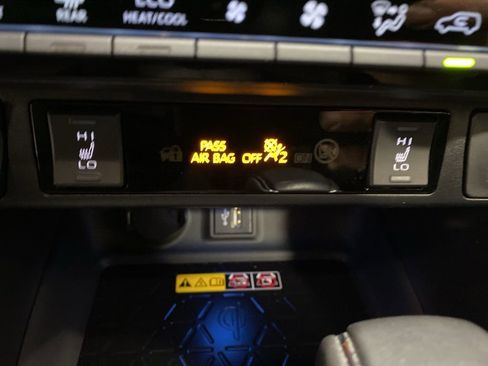 REAR
ECO
HEAT/COOL
HI
LO
PASS
AIR BAG OFF 2
HI
LO